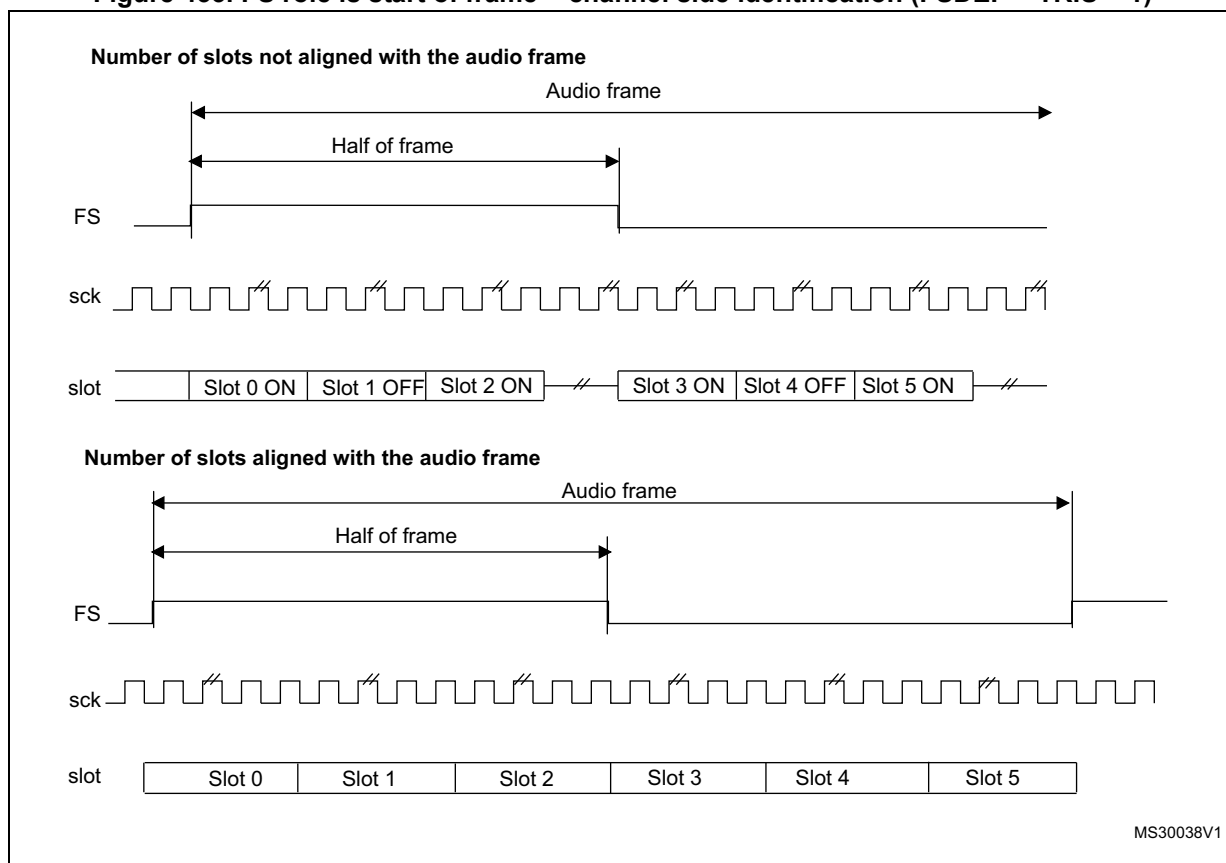 Number of slots not aligned with the audio frame
Audio frame
Half of frame
FS
sck
slot
Slot 0 ON
Slot 1 OFF
Slot 2 ON
Slot 3 ON
Slot 4 OFF
Slot 5 ON
Number of slots aligned with the audio frame
Audio frame
Half of frame
FS
sck
slot
Slot 0
Slot 1
Slot 2
Slot 3
Slot 4
Slot 5
MS30038V1